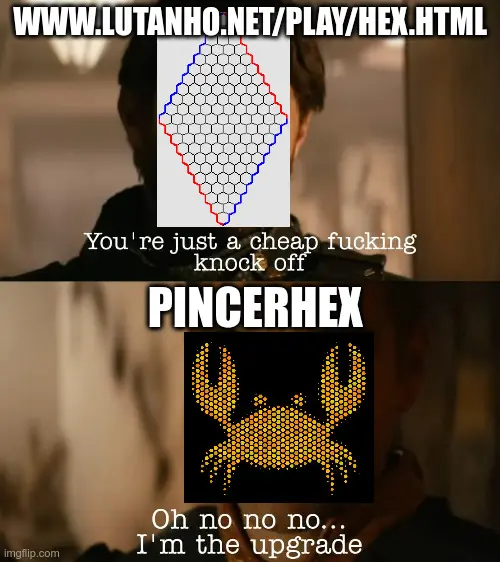 WWW.LUTANHO.NET/PLAY/HEX.HTML
You're just a cheap fucking
knock off
PINCERHEX
Oh no no no...
I'm the upgrade
imgflip.com